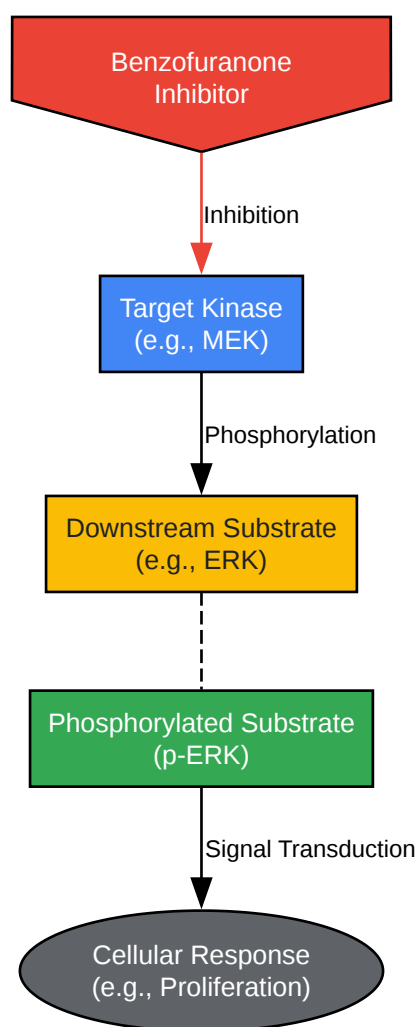 Benzofuranone
Inhibitor
Inhibition
Target Kinase
(e.g., MEK)
Phosphorylation
Downstream Substrate
(e.g., ERK)
Phosphorylated Substrate
(p-ERK)
Signal Transduction
Cellular Response
(e.g., Proliferation)